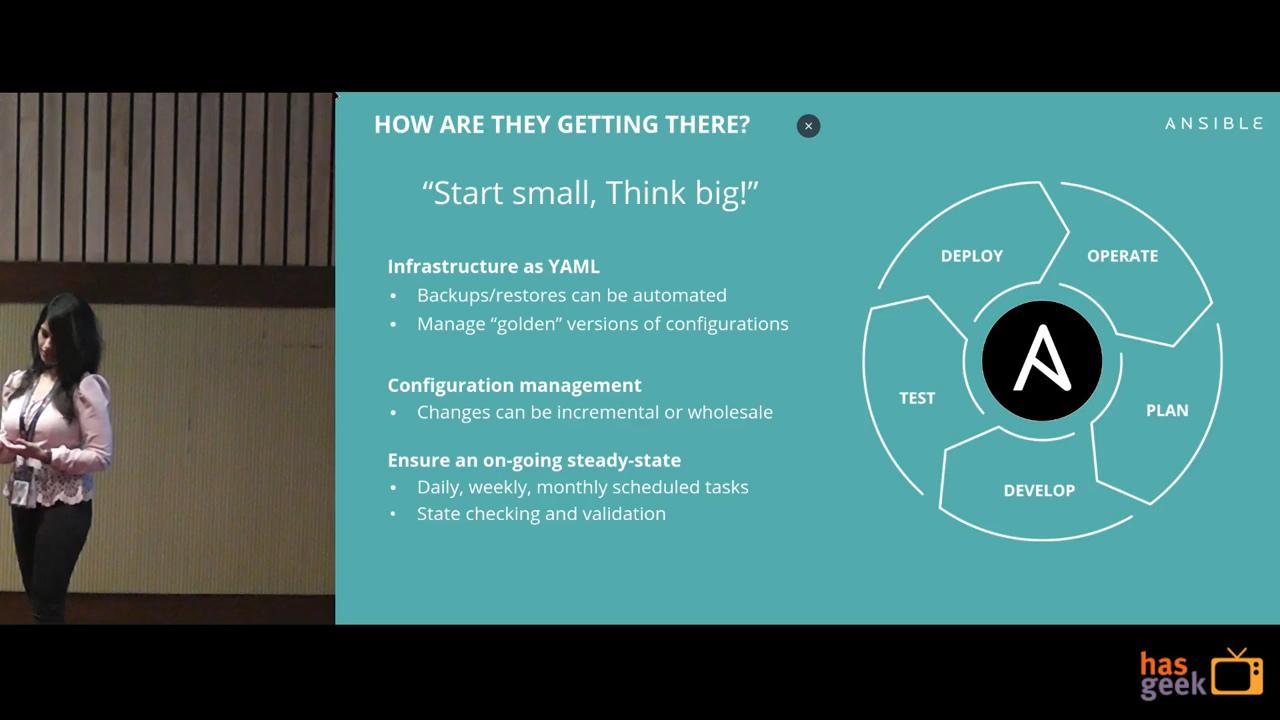 HOW ARE THEY GETTING THERE?
ANSIBLE
“Start small, Think big!”
Infrastructure as YAML
• Backups/restores can be automated
• Manage “golden” versions of configurations
Configuration management
• Changes can be incremental or wholesale
Ensure an on-going steady-state
• Daily, weekly, monthly scheduled tasks
• State checking and validation
DEPLOY
OPERATE
TEST
PLAN
DEVELOP
has
geek